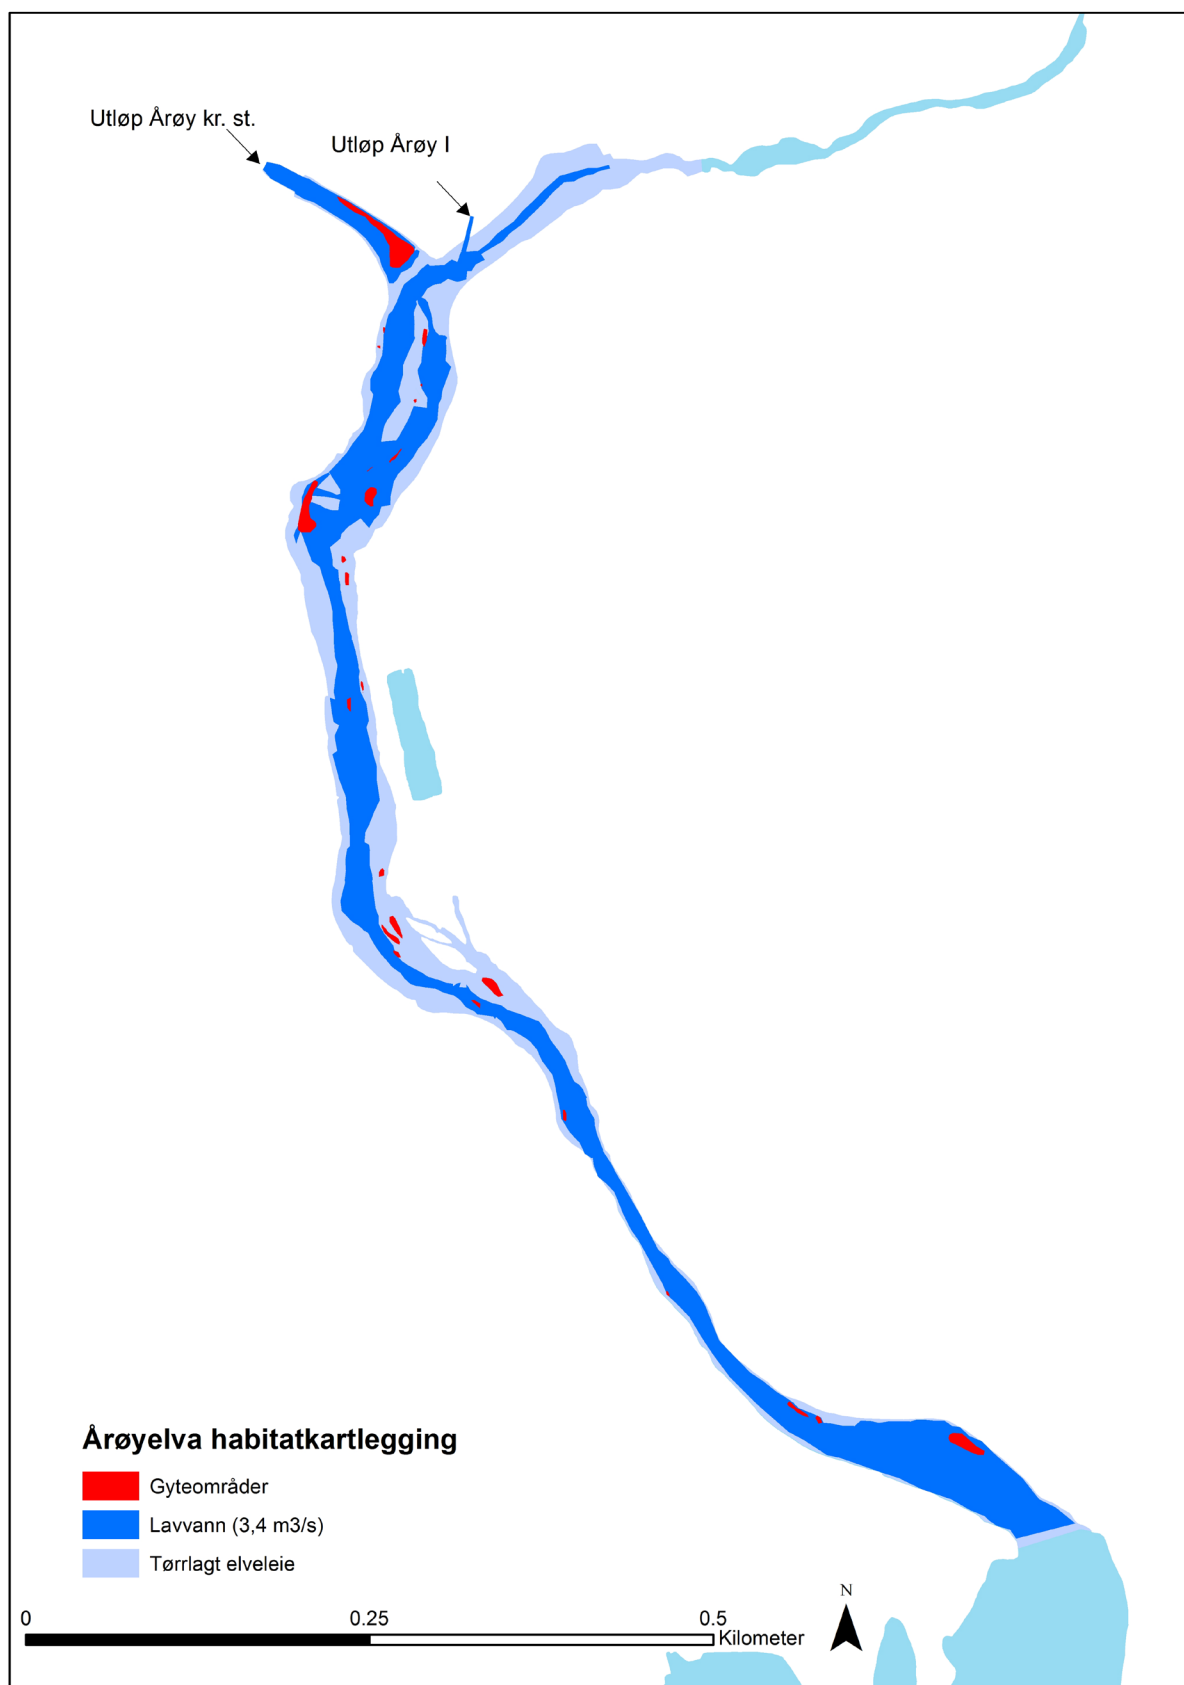 Utløp Årøy kr. st.
Utløp Årøy I
Årøyelva habitatkartlegging
Gyteområder
Lavvann (3,4 m3/s)
Tørrlagt elveleie
0 0.25 0.5
Kilometer
N